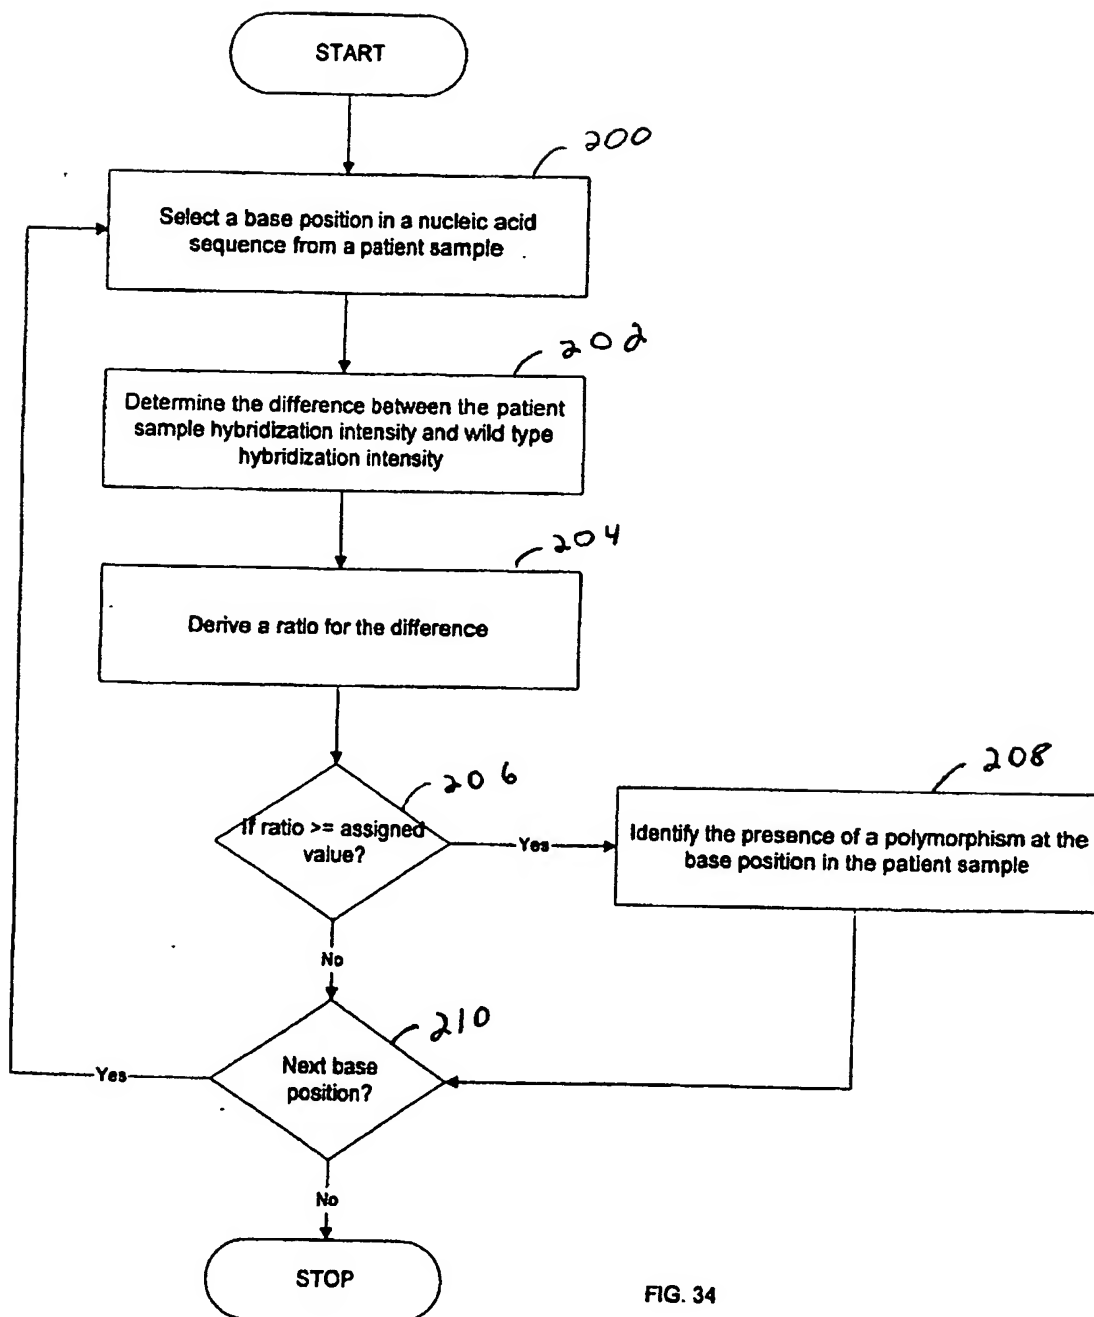 START
200
Select a base position in a nucleic acid
sequence from a patient sample
202
Determine the difference between the patient
sample hybridization intensity and wild type
hybridization intensity
204
Derive a ratio for the difference
206
If ratio >= assigned
value?
Yes
208
Identify the presence of a polymorphism at the
base position in the patient sample
No
210
Next base
position?
Yes
No
STOP
FIG. 34